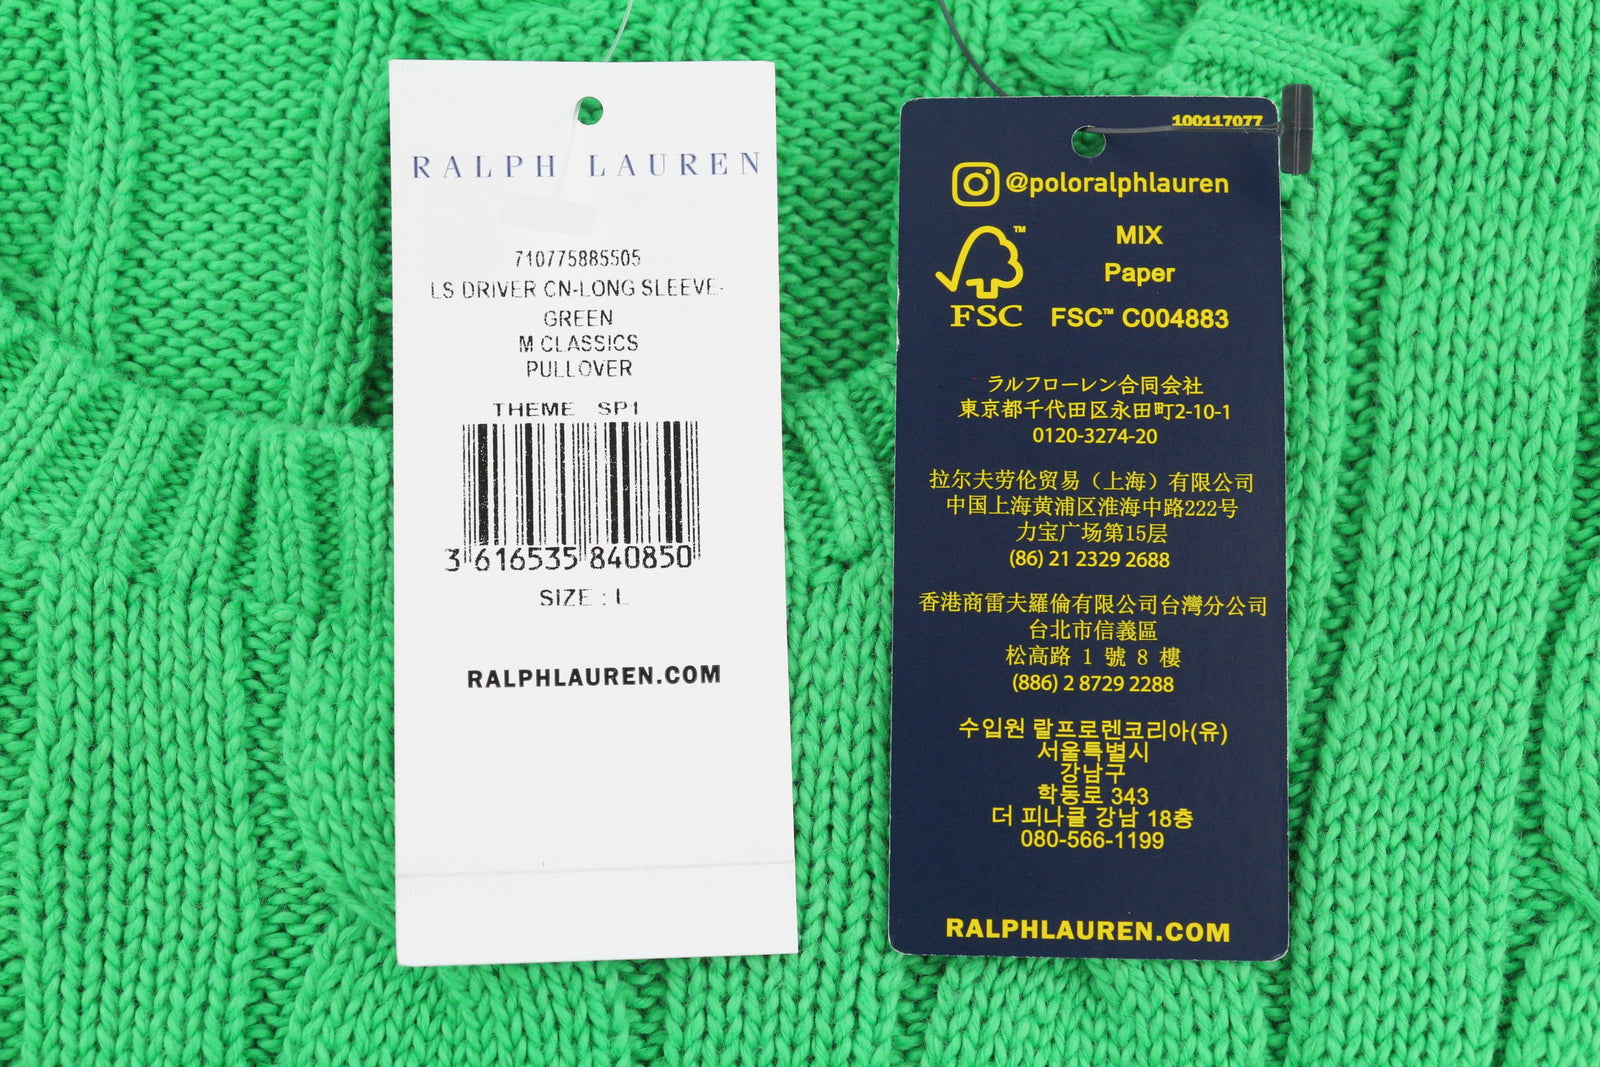 RALPH LAUREN
710775885505
LS DRIVER CN-LONG SLEEVE-
GREEN
M CLASSICS
PULLOVER
THEME SP1
3 616535 840850
SIZE : L
RALPHLAUREN.COM
100117077
@poloralphlauren
FSC
™
MIX
Paper
FSC™ C004883
ラルフローレン合同会社
東京都千代田区永田町2-10-1
0120-3274-20
拉尔夫劳伦贸易（上海）有限公司
中国上海黄浦区淮海中路222号
力宝广场第15层
(86) 21 2329 2688
香港商雷夫羅倫有限公司台灣分公司
台北市信義區
松高路 1 號 8 樓
(886) 2 8729 2288
수입원 랄프로렌코리아(유)
서울특별시
강남구
학동로 343
더 피나클 강남 18층
080-566-1199
RALPHLAUREN.COM